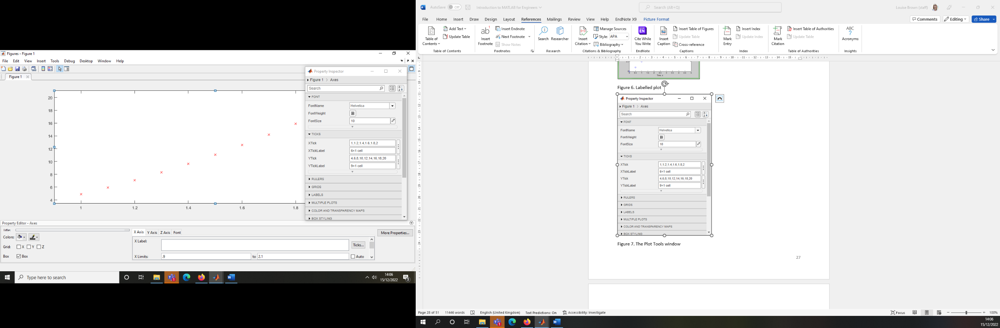 Figures - Figure 1
File Edit View Insert Tools Debug Desktop Window Help
Figure 1
20
18
16
14
12
10
8
6
4
1 1.2 1.4 1.6 1.8
Property Inspector
Figure 1 > Axes
Search
FONT
FontName Helvetica
FontWeight B
FontSize 10
TICKS
XTick 1,1.2,1.4,1.6,1.8,2
XTickLabel 6×1 cell
YTick 4,6,8,10,12,14,16,18,20
YTickLabel 9×1 cell
RULERS
GRIDS
LABELS
MULTIPLE PLOTS
COLOR AND TRANSPARENCY MAPS
BOX STYLING
Property Editor - Axes
Title:
Colors:
Grid: X Y Z
Box Box
X Axis Y Axis Z Axis Font
More Properties...
X Label:
Ticks...
X Limits: .9 to 2.1 Auto
Type here to search
14:06
15/12/2022
3
AutoSave Off Introduction to MATLAB for Engineers Search (Alt+Q) Louise Brown (staff)
File Home Insert Draw Design Layout References Mailings Review View Help EndNote X9 Picture Format Comments Editing Share
Table of Contents
Add Text
Update Table
Table of Contents
ab
Insert Footnote
Insert Endnote
Next Footnote
Show Notes
Footnotes
Search Researcher
Research
Insert Citation
Manage Sources
Style: APA
Bibliography
Citations & Bibliography
Cite While You Write
EndNote
Insert Caption
Insert Table of Figures
Update Table
Cross-reference
Captions
Mark Entry
Insert Index
Update Index
Index
Mark Citation
Insert Table of Authorities
Update Table
Table of Authorities
ABC
?
Acronyms
Insights
Figure 6. Labelled plot
Property Inspector
Figure 1 > Axes
Search
FONT
FontName Helvetica
FontWeight B
FontSize 10
TICKS
XTick 1,1.2,1.4,1.6,1.8,2
XTickLabel 6×1 cell
YTick 4,6,8,10,12,14,16,18,20
YTickLabel 9×1 cell
RULERS
GRIDS
LABELS
MULTIPLE PLOTS
COLOR AND TRANSPARENCY MAPS
BOX STYLING
Figure 7. The Plot Tools window
27
Page 28 of 51 11446 words English (United Kingdom) Text Predictions: On Accessibility: Investigate Focus 100%
14:06
15/12/2022